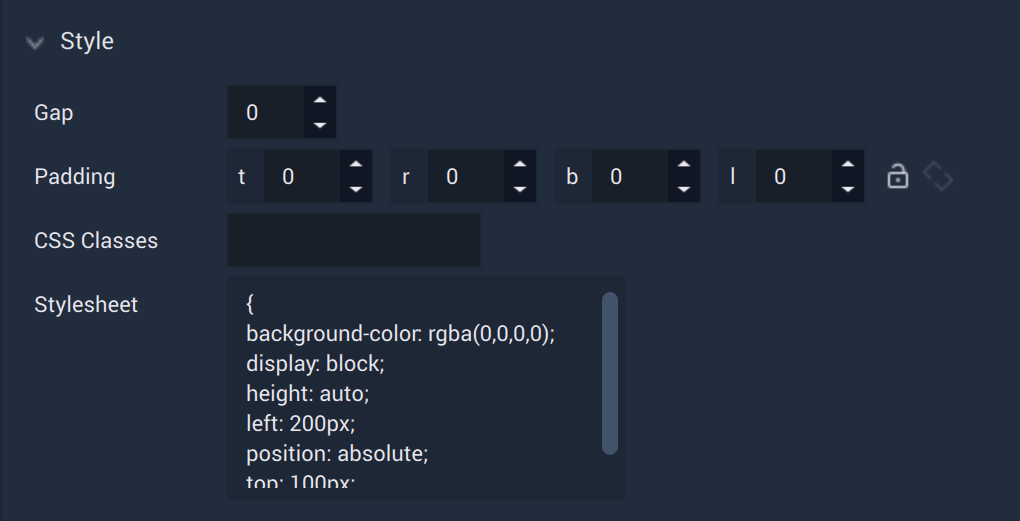 Style
Gap 0
Padding t 0 r 0 b 0 l 0
CSS Classes
Stylesheet
{
background-color: rgba(0,0,0,0);
display: block;
height: auto;
left: 200px;
position: absolute;
top: 100px;